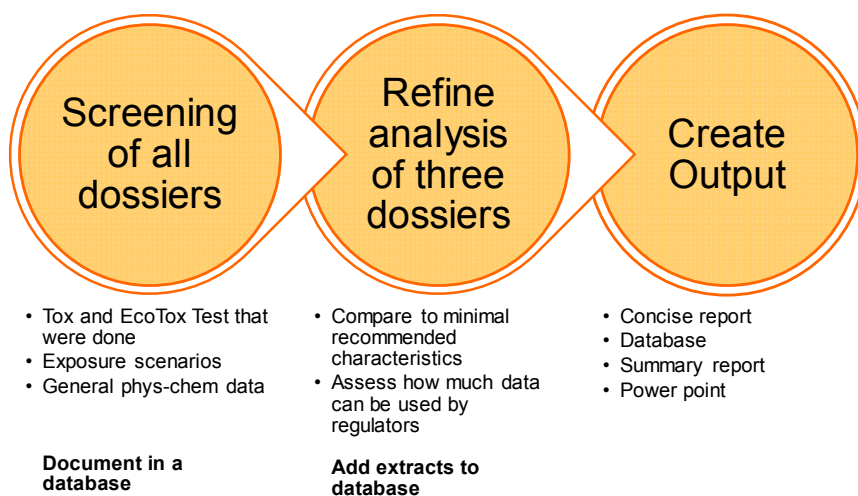 Screening
of all
dossiers
Refine
analysis
of three
dossiers
Create
Output
• Tox and EcoTox Test that
were done
• Exposure scenarios
• General phys-chem data
Document in a
database
• Compare to minimal
recommended
characteristics
• Assess how much data
can be used by
regulators
Add extracts to
database
• Concise report
• Database
• Summary report
• Power point